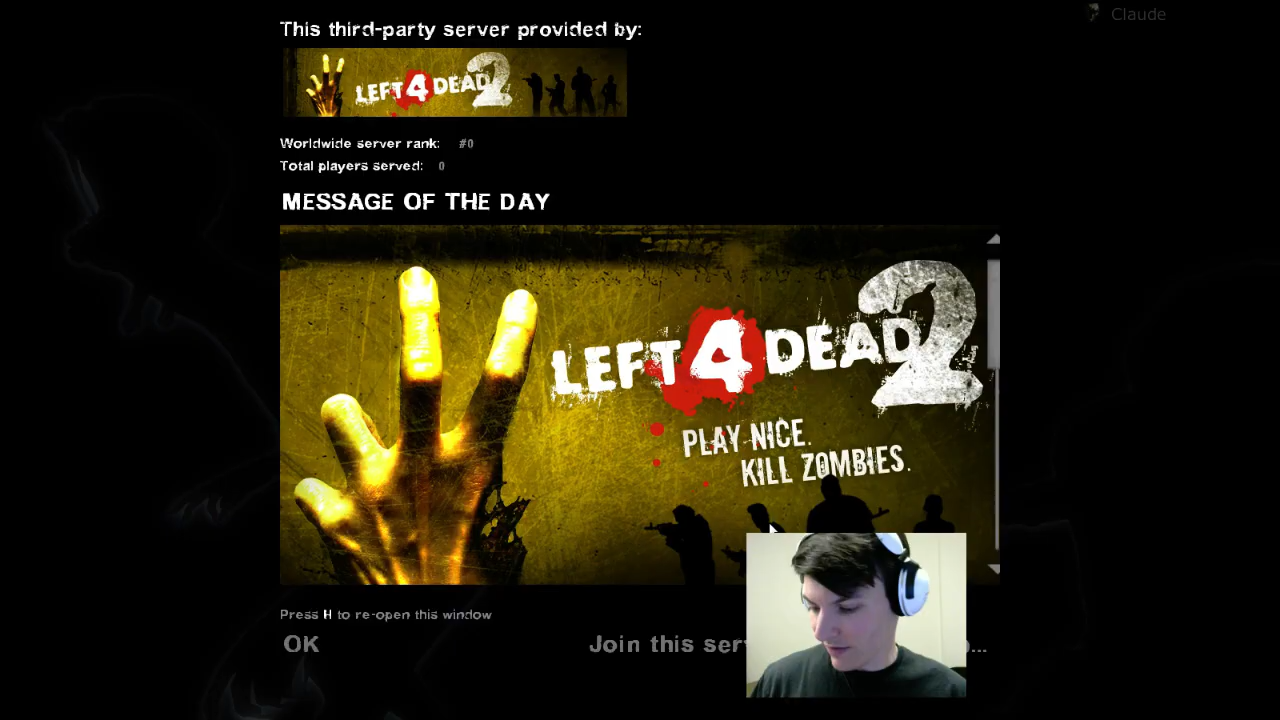 Claude
This third-party server provided by:
LEFT 4 DEAD 2
Worldwide server rank: #0
Total players served: 0
MESSAGE OF THE DAY
LEFT 4 DEAD 2
PLAY NICE.
KILL ZOMBIES.
Press H to re-open this window
OK
Join this